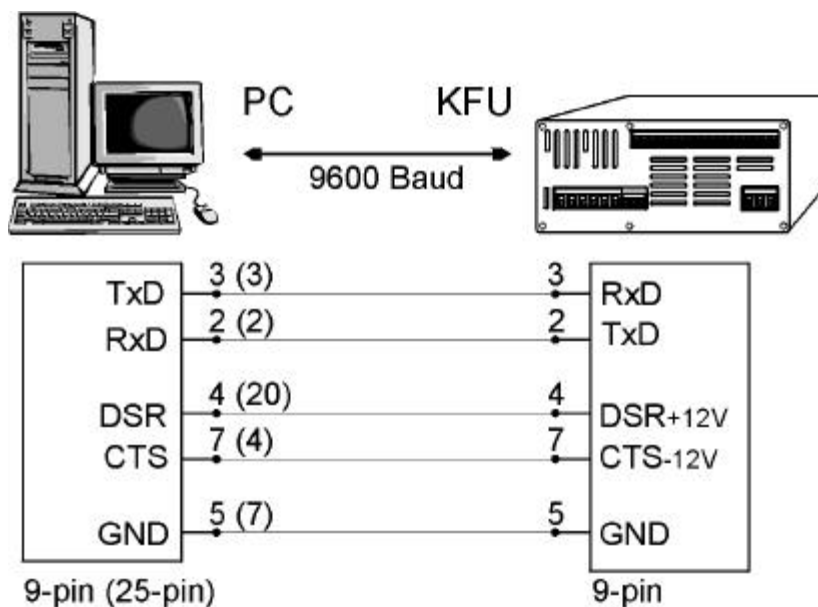 PC KFU
9600 Baud
TxD 3 (3) 3 RxD
RxD 2 (2) 2 TxD
DSR 4 (20) 4 DSR+12V
CTS 7 (4) 7 CTS-12V
GND 5 (7) 5 GND
9-pin (25-pin) 9-pin